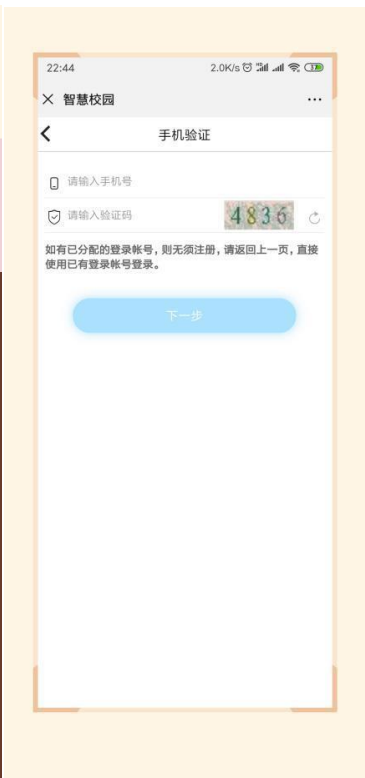 22:44 2.0K/s
智慧校园
手机验证
请输入手机号
请输入验证码 4836
如有已分配的登录帐号，则无须注册，请返回上一页，直接
使用已有登录帐号登录。
下一步